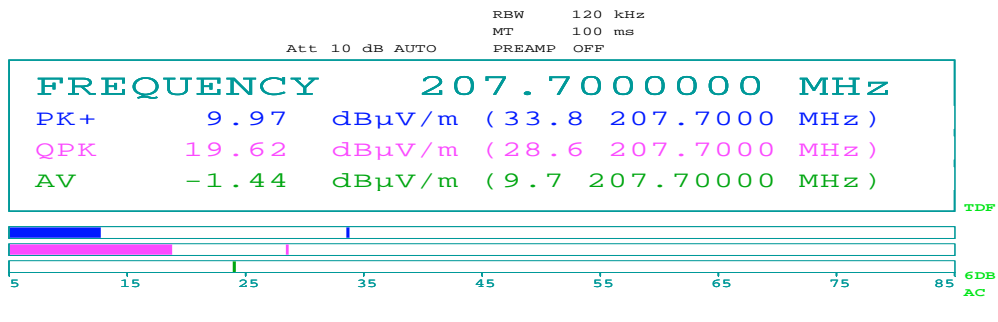 RBW 120 kHz
MT 100 ms
Att 10 dB AUTO PREAMP OFF
FREQUENCY 207.7000000 MHz
PK+ 9.97 dBµV/m (33.8 207.7000 MHz)
QPK 19.62 dBµV/m (28.6 207.7000 MHz)
AV -1.44 dBµV/m (9.7 207.70000 MHz)
TDF
6DB
5 15 25 35 45 55 65 75 85
AC